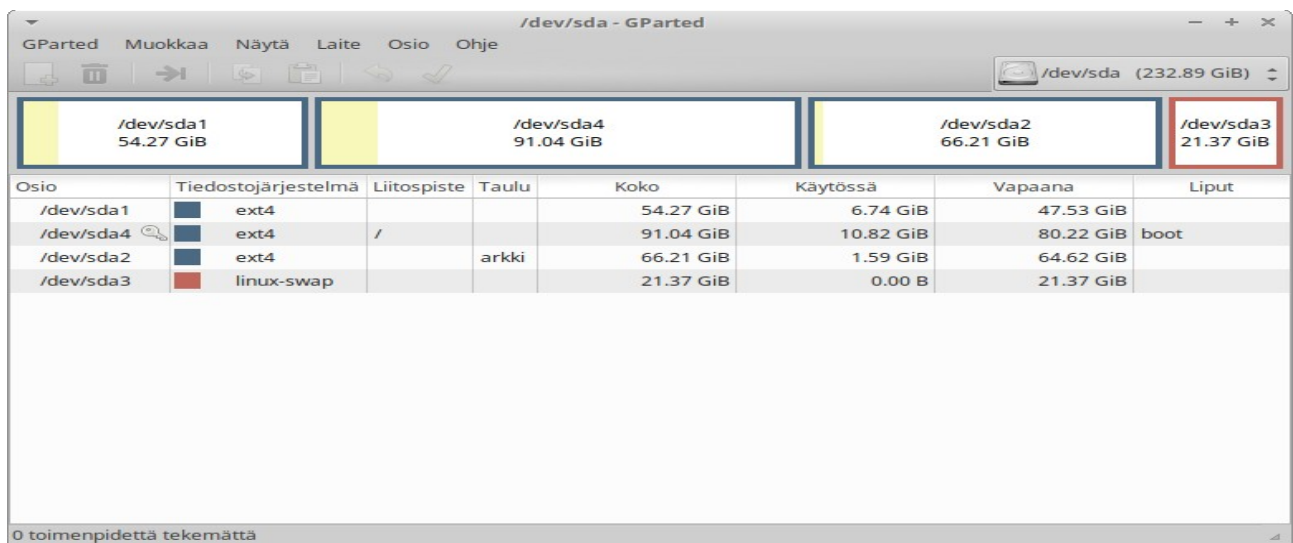 /dev/sda - GParted
GParted Muokkaa Näytä Laite Osio Ohje
/dev/sda (232.89 GiB)
/dev/sda1
54.27 GiB
/dev/sda4
91.04 GiB
/dev/sda2
66.21 GiB
/dev/sda3
21.37 GiB
Osio Tiedostojärjestelmä Liitospiste Taulu Koko Käytössä Vapaana Liput
/dev/sda1 ext4 54.27 GiB 6.74 GiB 47.53 GiB
/dev/sda4 ext4 / 91.04 GiB 10.82 GiB 80.22 GiB boot
/dev/sda2 ext4 arkki 66.21 GiB 1.59 GiB 64.62 GiB
/dev/sda3 linux-swap 21.37 GiB 0.00 B 21.37 GiB
0 toimenpidettä tekemättä